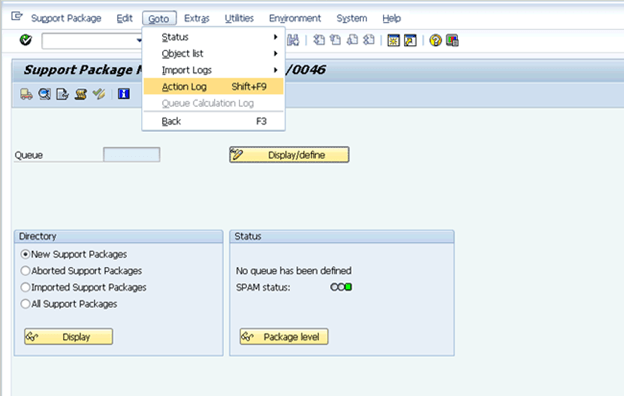 Support Package Edit Goto Extras Utilities Environment System Help
Status
Object list
Import Logs
Support Package /0046
Action Log Shift+F9
Queue Calculation Log
Back F3
Queue Display/define
Directory Status
New Support Packages
Aborted Support Packages No queue has been defined
Imported Support Packages SPAM status:
All Support Packages
Display Package level